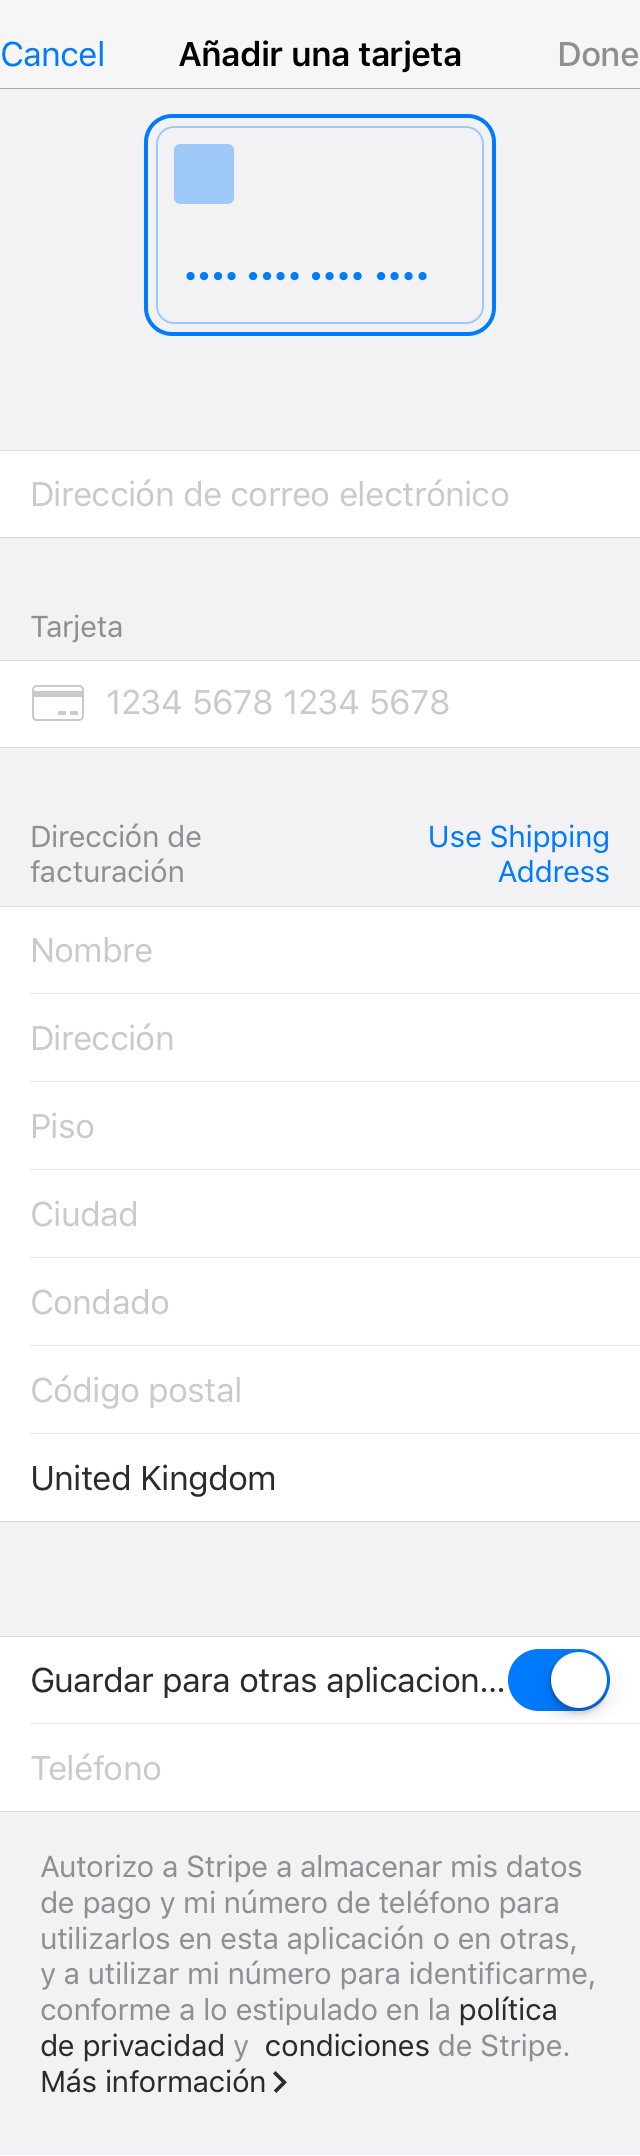 Cancel Añadir una tarjeta Done
•••• •••• •••• ••••
Dirección de correo electrónico
Tarjeta
1234 5678 1234 5678
Dirección de
facturación
Use Shipping
Address
Nombre
Dirección
Piso
Ciudad
Condado
Código postal
United Kingdom
Guardar para otras aplicacion...
Teléfono
Autorizo a Stripe a almacenar mis datos
de pago y mi número de teléfono para
utilizarlos en esta aplicación o en otras,
y a utilizar mi número para identificarme,
conforme a lo estipulado en la política
de privacidad y condiciones de Stripe.
Más información